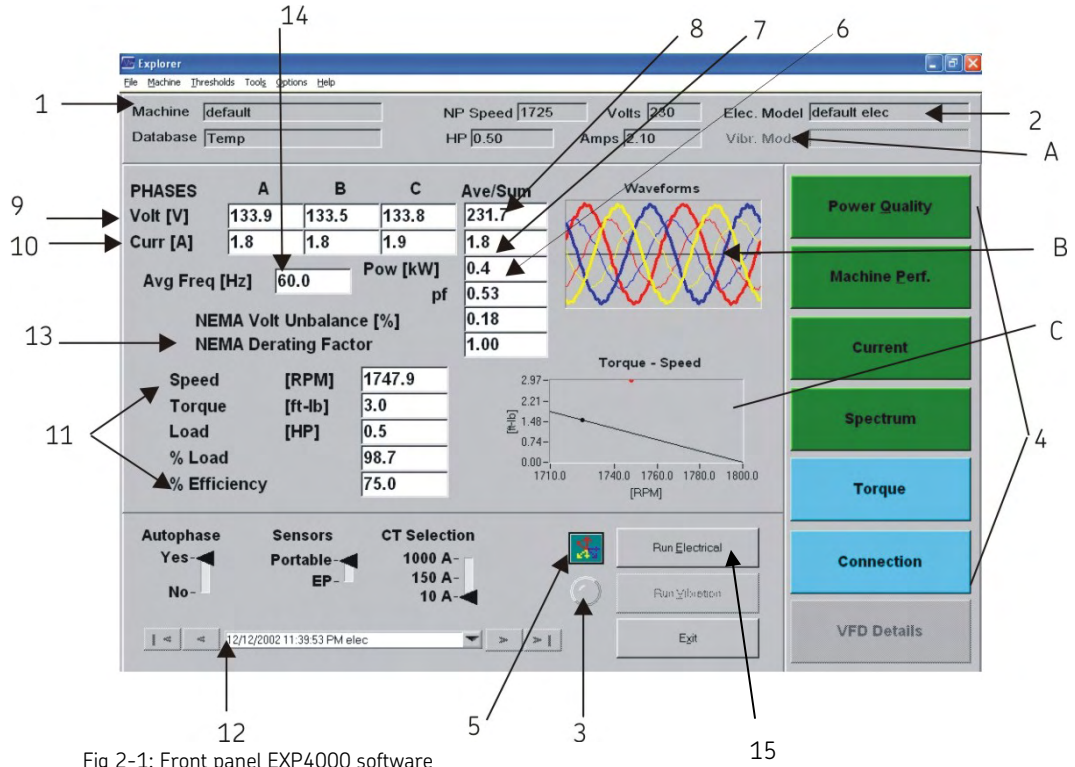 14
8
7
6
Explorer
File Machine Thresholds Tools Options Help
1
Machine default NP Speed 1725 Volts 230 Elec. Model default elec
2
Database Temp HP 0.50 Amps 2.10 Vibr. Mode
A
PHASES A B C Ave/Sum
Waveforms
9
Volt [V] 133.9 133.5 133.8 231.7
10
Curr [A] 1.8 1.8 1.9 1.8
Avg Freq [Hz] 60.0 Pow [kW] 0.4
pf 0.53
NEMA Volt Unbalance [%] 0.18
13
NEMA Derating Factor 1.00
B
C
4
Speed [RPM] 1747.9
Torque [ft-lb] 3.0
Load [HP] 0.5
% Load 98.7
% Efficiency 75.0
11
Torque - Speed
2.97
2.21
1.48
0.74
0.00
[ft-lb]
1710.0 1740.0 1760.0 1780.0 1800.0
[RPM]
Power Quality
Machine Perf.
Current
Spectrum
Torque
Connection
VFD Details
Autophase
Yes
No
Sensors
Portable
EP
CT Selection
1000 A
150 A
10 A
Run Electrical
Run Vibration
Exit
12/12/2002 11:39:53 PM elec
12
5
3
15
Fig 2-1: Front panel EXP4000 software